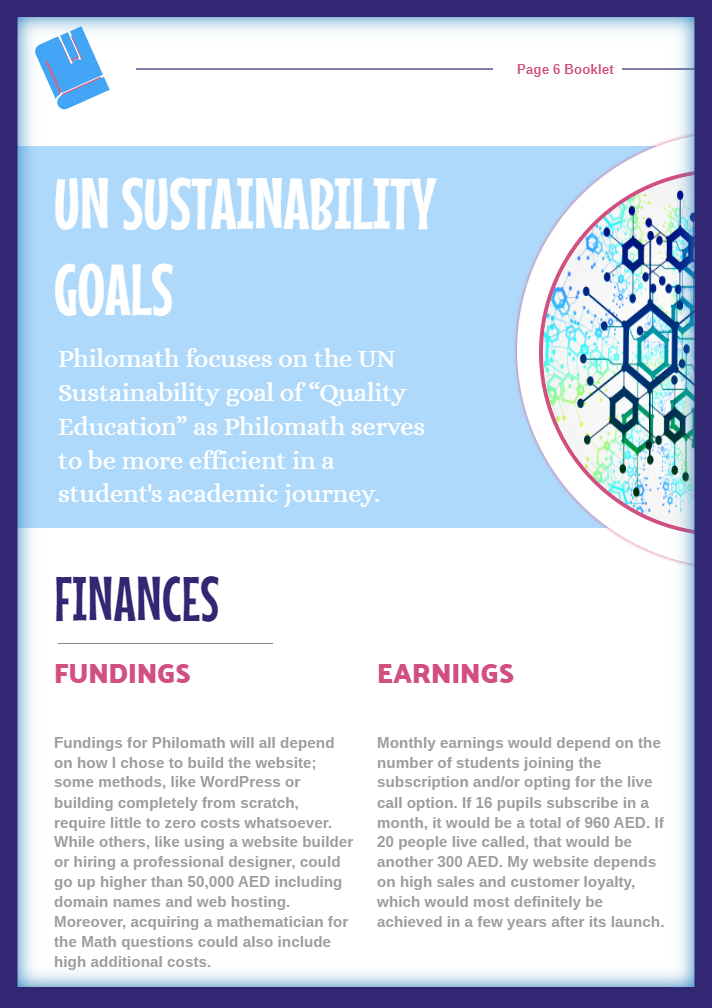 Page 6 Booklet
UN SUSTAINABILITY
GOALS
Philomath focuses on the UN
Sustainability goal of “Quality
Education” as Philomath serves
to be more efficient in a
student's academic journey.
FINANCES
FUNDINGS
Fundings for Philomath will all depend
on how I chose to build the website;
some methods, like WordPress or
building completely from scratch,
require little to zero costs whatsoever.
While others, like using a website builder
or hiring a professional designer, could
go up higher than 50,000 AED including
domain names and web hosting.
Moreover, acquiring a mathematician for
the Math questions could also include
high additional costs.
EARNINGS
Monthly earnings would depend on the
number of students joining the
subscription and/or opting for the live
call option. If 16 pupils subscribe in a
month, it would be a total of 960 AED. If
20 people live called, that would be
another 300 AED. My website depends
on high sales and customer loyalty,
which would most definitely be
achieved in a few years after its launch.